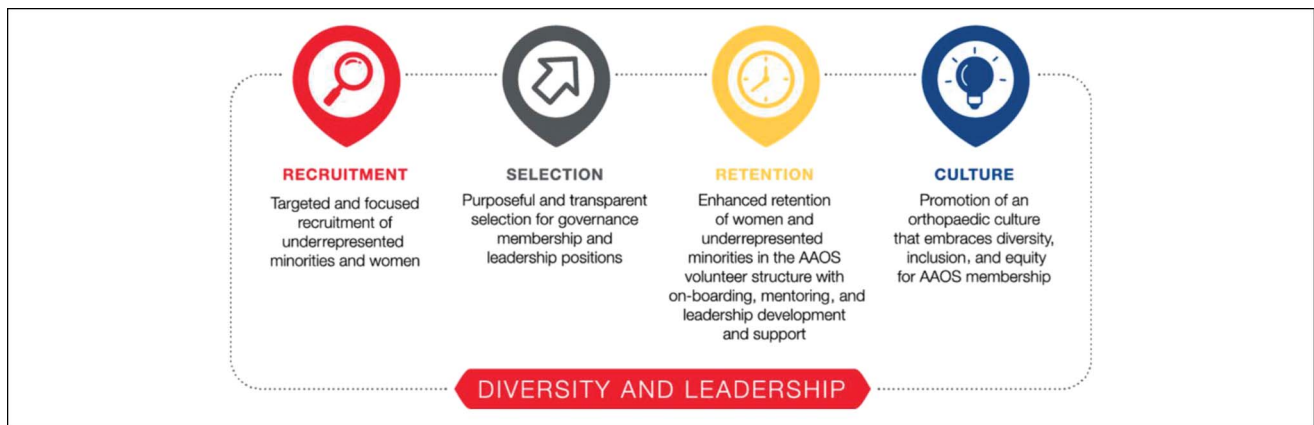 RECRUITMENT
Targeted and focused
recruitment of
underrepresented
minorities and women
SELECTION
Purposeful and transparent
selection for governance
membership and
leadership positions
RETENTION
Enhanced retention
of women and
underrepresented
minorities in the AAOS
volunteer structure with
on-boarding, mentoring, and
leadership development
and support
CULTURE
Promotion of an
orthopaedic culture
that embraces diversity,
inclusion, and equity
for AAOS membership
DIVERSITY AND LEADERSHIP